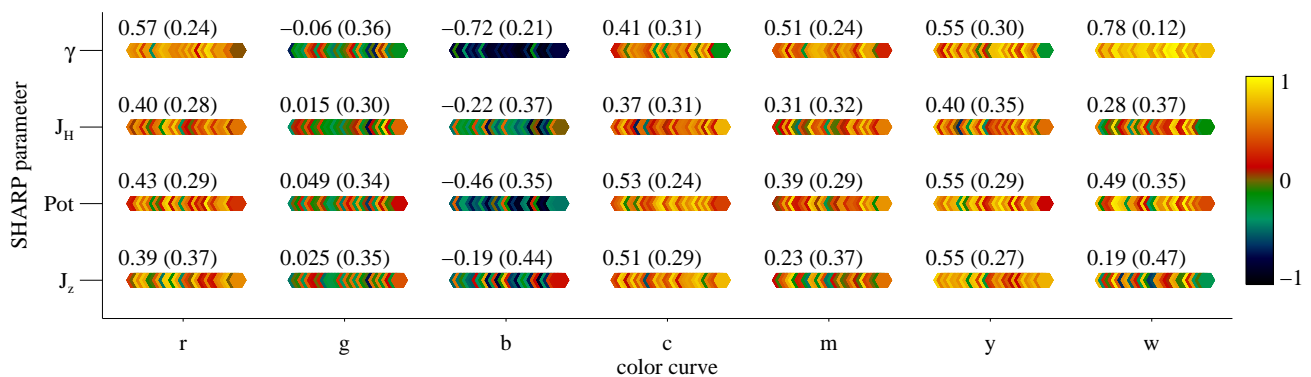 0.57 (0.24) −0.06 (0.36) −0.72 (0.21) 0.41 (0.31) 0.51 (0.24) 0.55 (0.30) 0.78 (0.12)
γ
0.40 (0.28) 0.015 (0.30) −0.22 (0.37) 0.37 (0.31) 0.31 (0.32) 0.40 (0.35) 0.28 (0.37)
J_H
0.43 (0.29) 0.049 (0.34) −0.46 (0.35) 0.53 (0.24) 0.39 (0.29) 0.55 (0.29) 0.49 (0.35)
Pot
0.39 (0.37) 0.025 (0.35) −0.19 (0.44) 0.51 (0.29) 0.23 (0.37) 0.55 (0.27) 0.19 (0.47)
J_z
SHARP parameter
r g b c m y w
color curve
1
0
−1